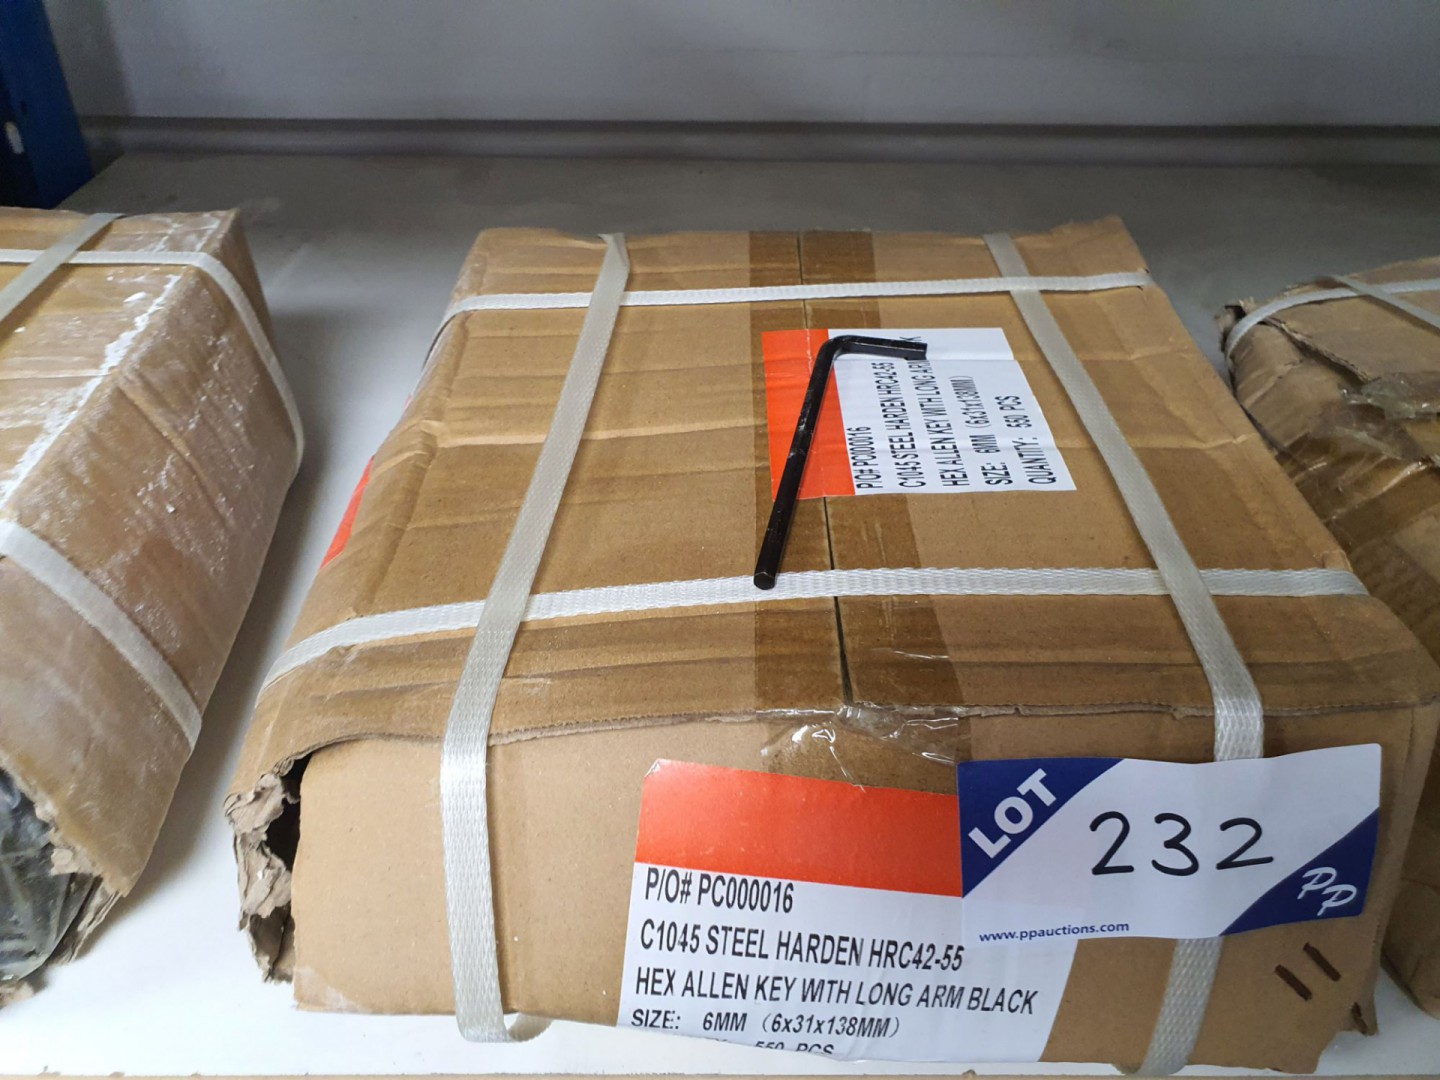 P/O# PC000016
C1045 STEEL HARDEN HRC42-55
HEX ALLEN KEY WITH LONG ARM
SIZE: 6MM (6x31x138MM)
QUANTITY: 550 PCS
LOT
232
PP
www.ppauctions.com
P/O# PC000016
C1045 STEEL HARDEN HRC42-55
HEX ALLEN KEY WITH LONG ARM BLACK
SIZE: 6MM (6x31x138MM)
550 PCS